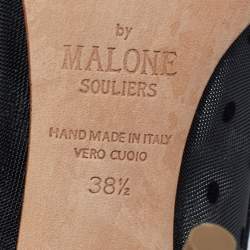 by
MALONE
SOULIERS
HAND MADE IN ITALY
VERO CUOIO
38½